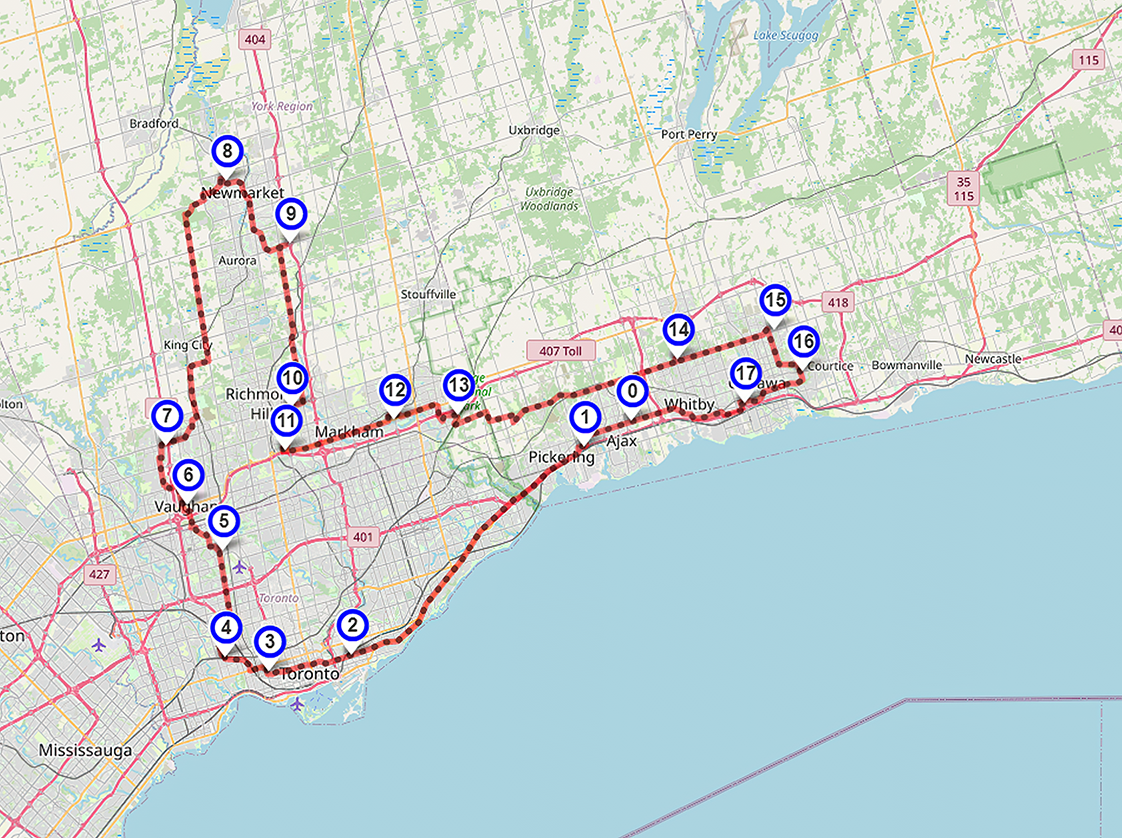 404
115
Lake Scugog
York Region
Bradford
Uxbridge
Port Perry
8
35
115
Newmarket
Uxbridge
Woodlands
9
Aurora
Stouffville
15
418
14
16
King City
407 Toll
Newcastle
Courtice
Bowmanville
17
10
13
12
0
Richmo
Hil
11
7
1
Whitby
Markham
Ajax
Pickering
6
Vaughan
5
401
427
Toronto
4
2
3
Toronto
Mississauga